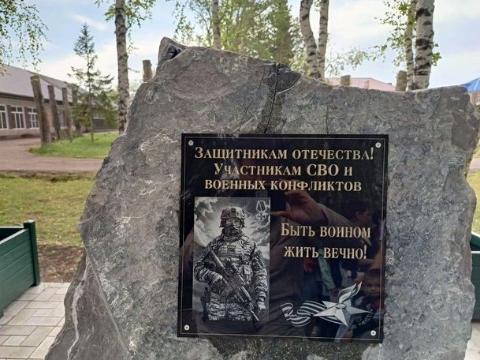 Защитникам отечества!
Участникам СВО и
военных конфликтов
Быть воином
жить вечно!